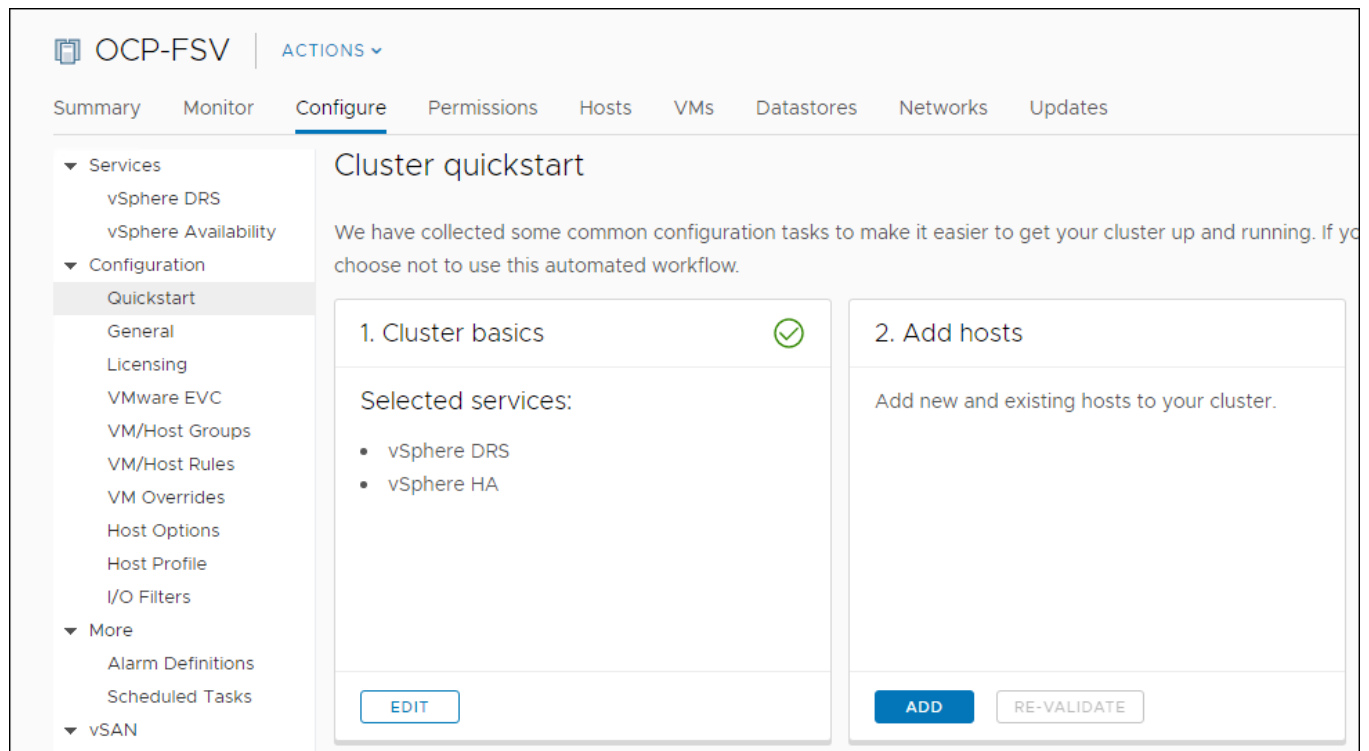 OCP-FSV
ACTIONS
Summary Monitor Configure Permissions Hosts VMs Datastores Networks Updates
Services
vSphere DRS
vSphere Availability
Configuration
Quickstart
General
Licensing
VMware EVC
VM/Host Groups
VM/Host Rules
VM Overrides
Host Options
Host Profile
I/O Filters
More
Alarm Definitions
Scheduled Tasks
vSAN
Cluster quickstart
We have collected some common configuration tasks to make it easier to get your cluster up and running. If yo
choose not to use this automated workflow.
1. Cluster basics
Selected services:
• vSphere DRS
• vSphere HA
EDIT
2. Add hosts
Add new and existing hosts to your cluster.
ADD RE-VALIDATE